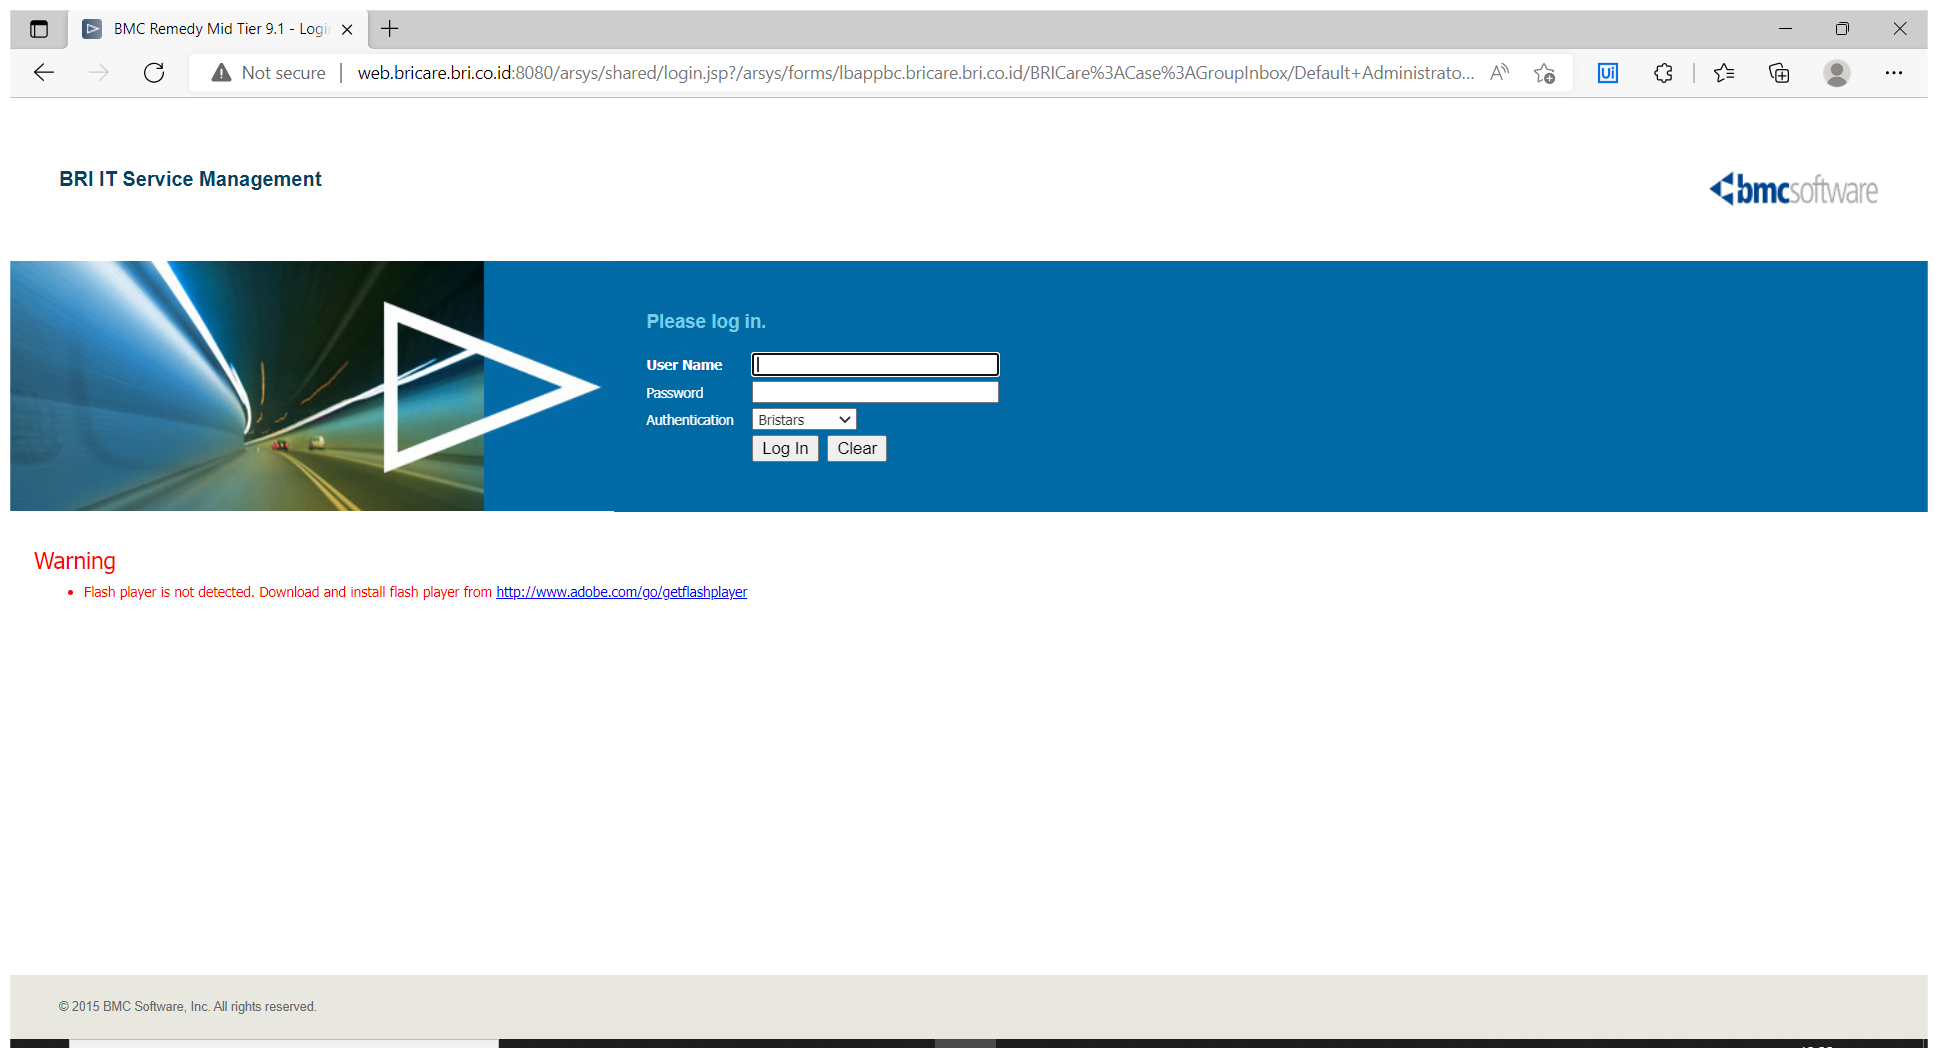 BMC Remedy Mid Tier 9.1 - Logi
Not secure
web.bricare.bri.co.id:8080/arsys/shared/login.jsp?/arsys/forms/lbappbc.bricare.bri.co.id/BRICare%3ACase%3AGroupInbox/Default+Administrato...
Ui
BRI IT Service Management
bmcsoftware
Please log in.
User Name
Password
Authentication Bristars
Log In Clear
Warning
• Flash player is not detected. Download and install flash player from http://www.adobe.com/go/getflashplayer
© 2015 BMC Software, Inc. All rights reserved.